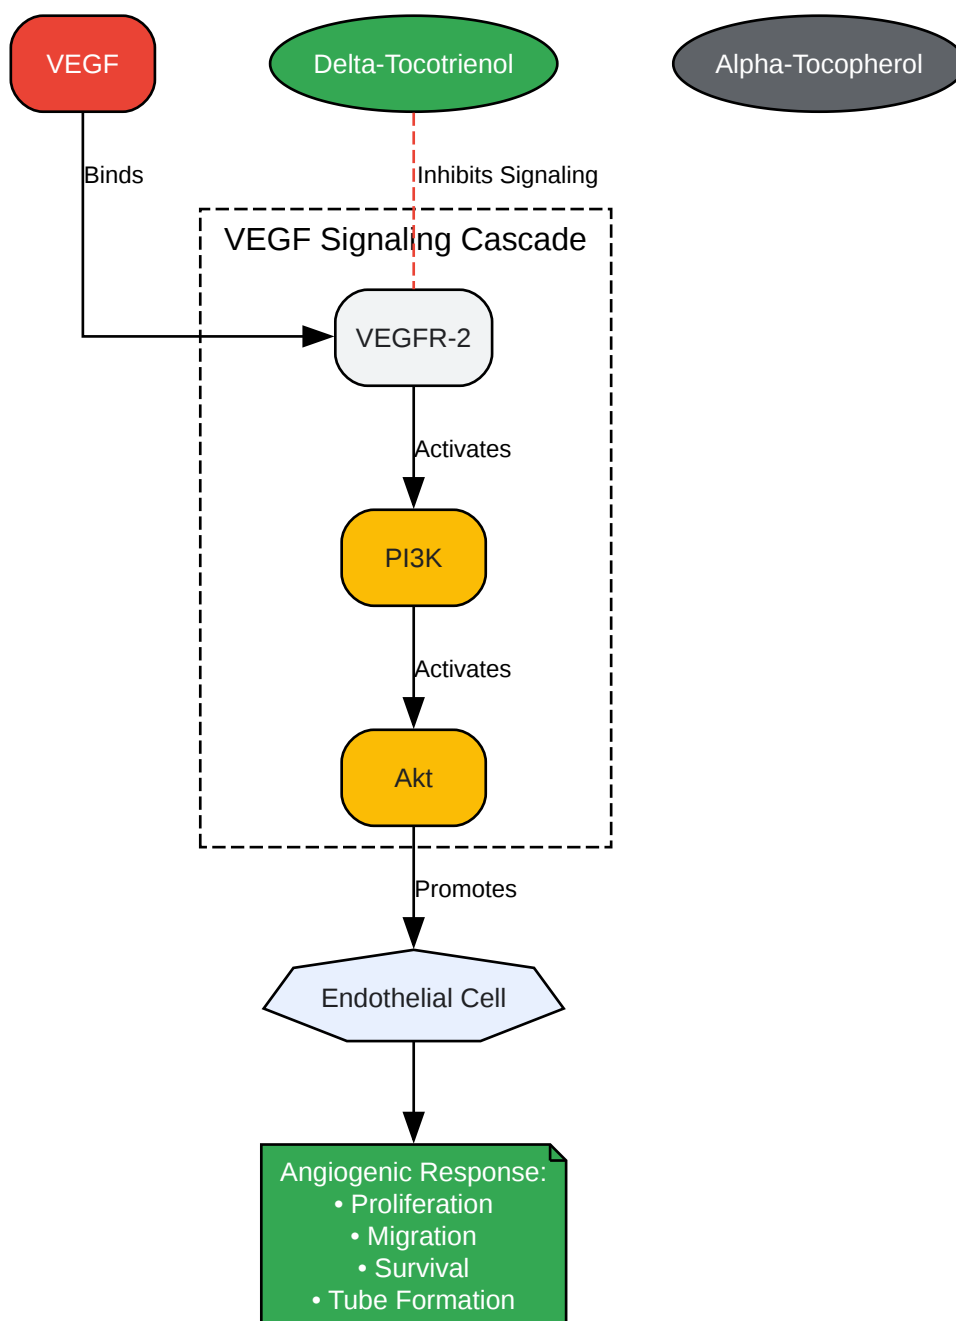 VEGF
Delta-Tocotrienol
Alpha-Tocopherol
Binds
Inhibits Signaling
VEGF Signaling Cascade
VEGFR-2
Activates
PI3K
Activates
Akt
Promotes
Endothelial Cell
Angiogenic Response:
• Proliferation
• Migration
• Survival
• Tube Formation